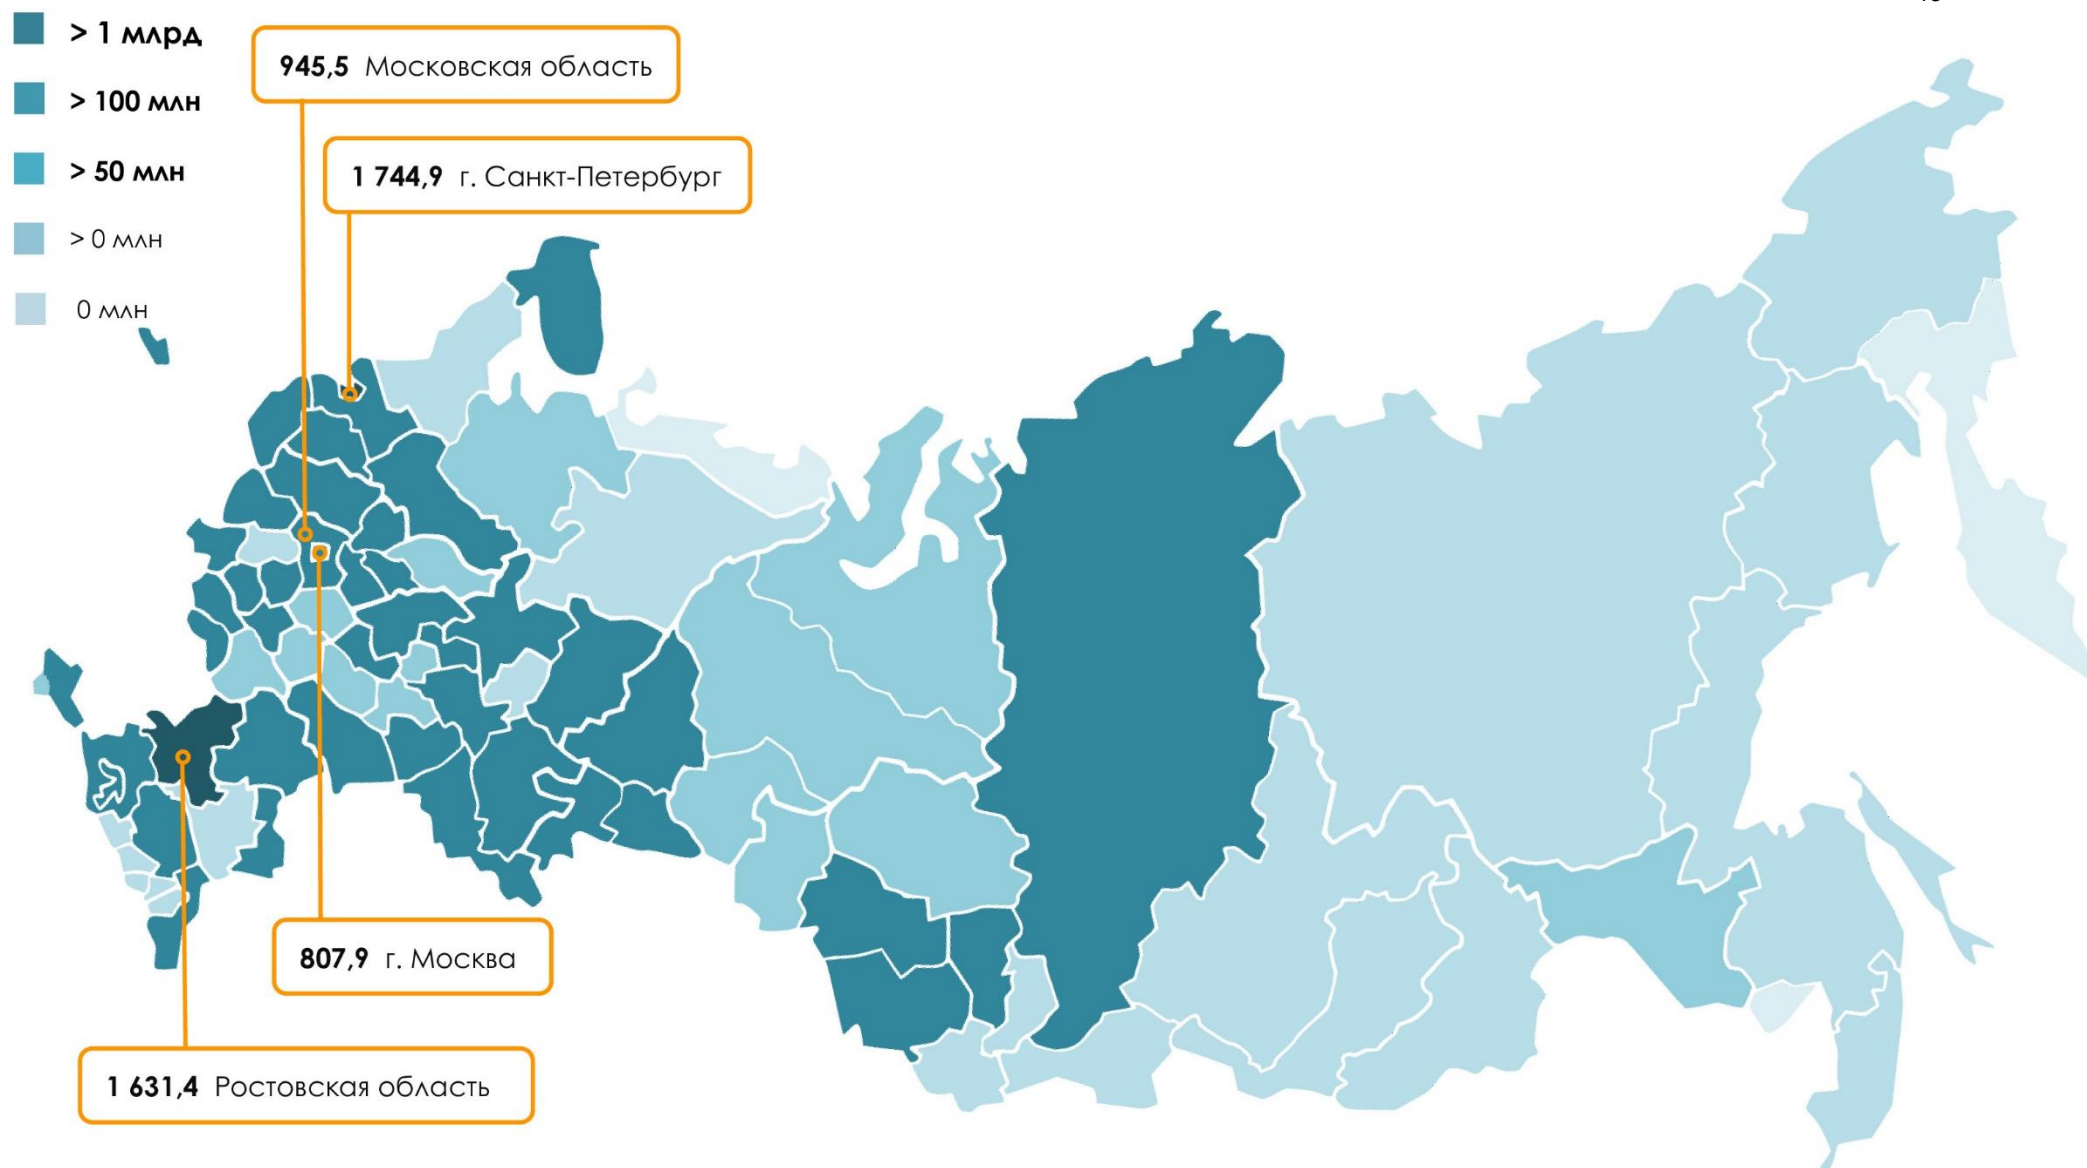 > 1 млрд
> 100 млн
> 50 млн
> 0 млн
0 млн
945,5 Московская область
1 744,9 г. Санкт-Петербург
807,9 г. Москва
1 631,4 Ростовская область